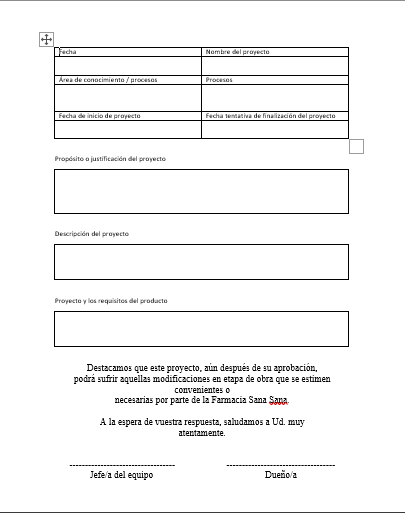 Fecha Nombre del proyecto
Área de conocimiento / procesos Procesos
Fecha de inicio de proyecto Fecha tentativa de finalización del proyecto
Propósito o justificación del proyecto
Descripción del proyecto
Proyecto y los requisitos del producto
Destacamos que este proyecto, aún después de su aprobación,
podrá sufrir aquellas modificaciones en etapa de obra que se estimen
convenientes o
necesarias por parte de la Farmacia Sana Sana.
A la espera de vuestra respuesta, saludamos a Ud. muy
atentamente.
Jefe/a del equipo Dueño/a